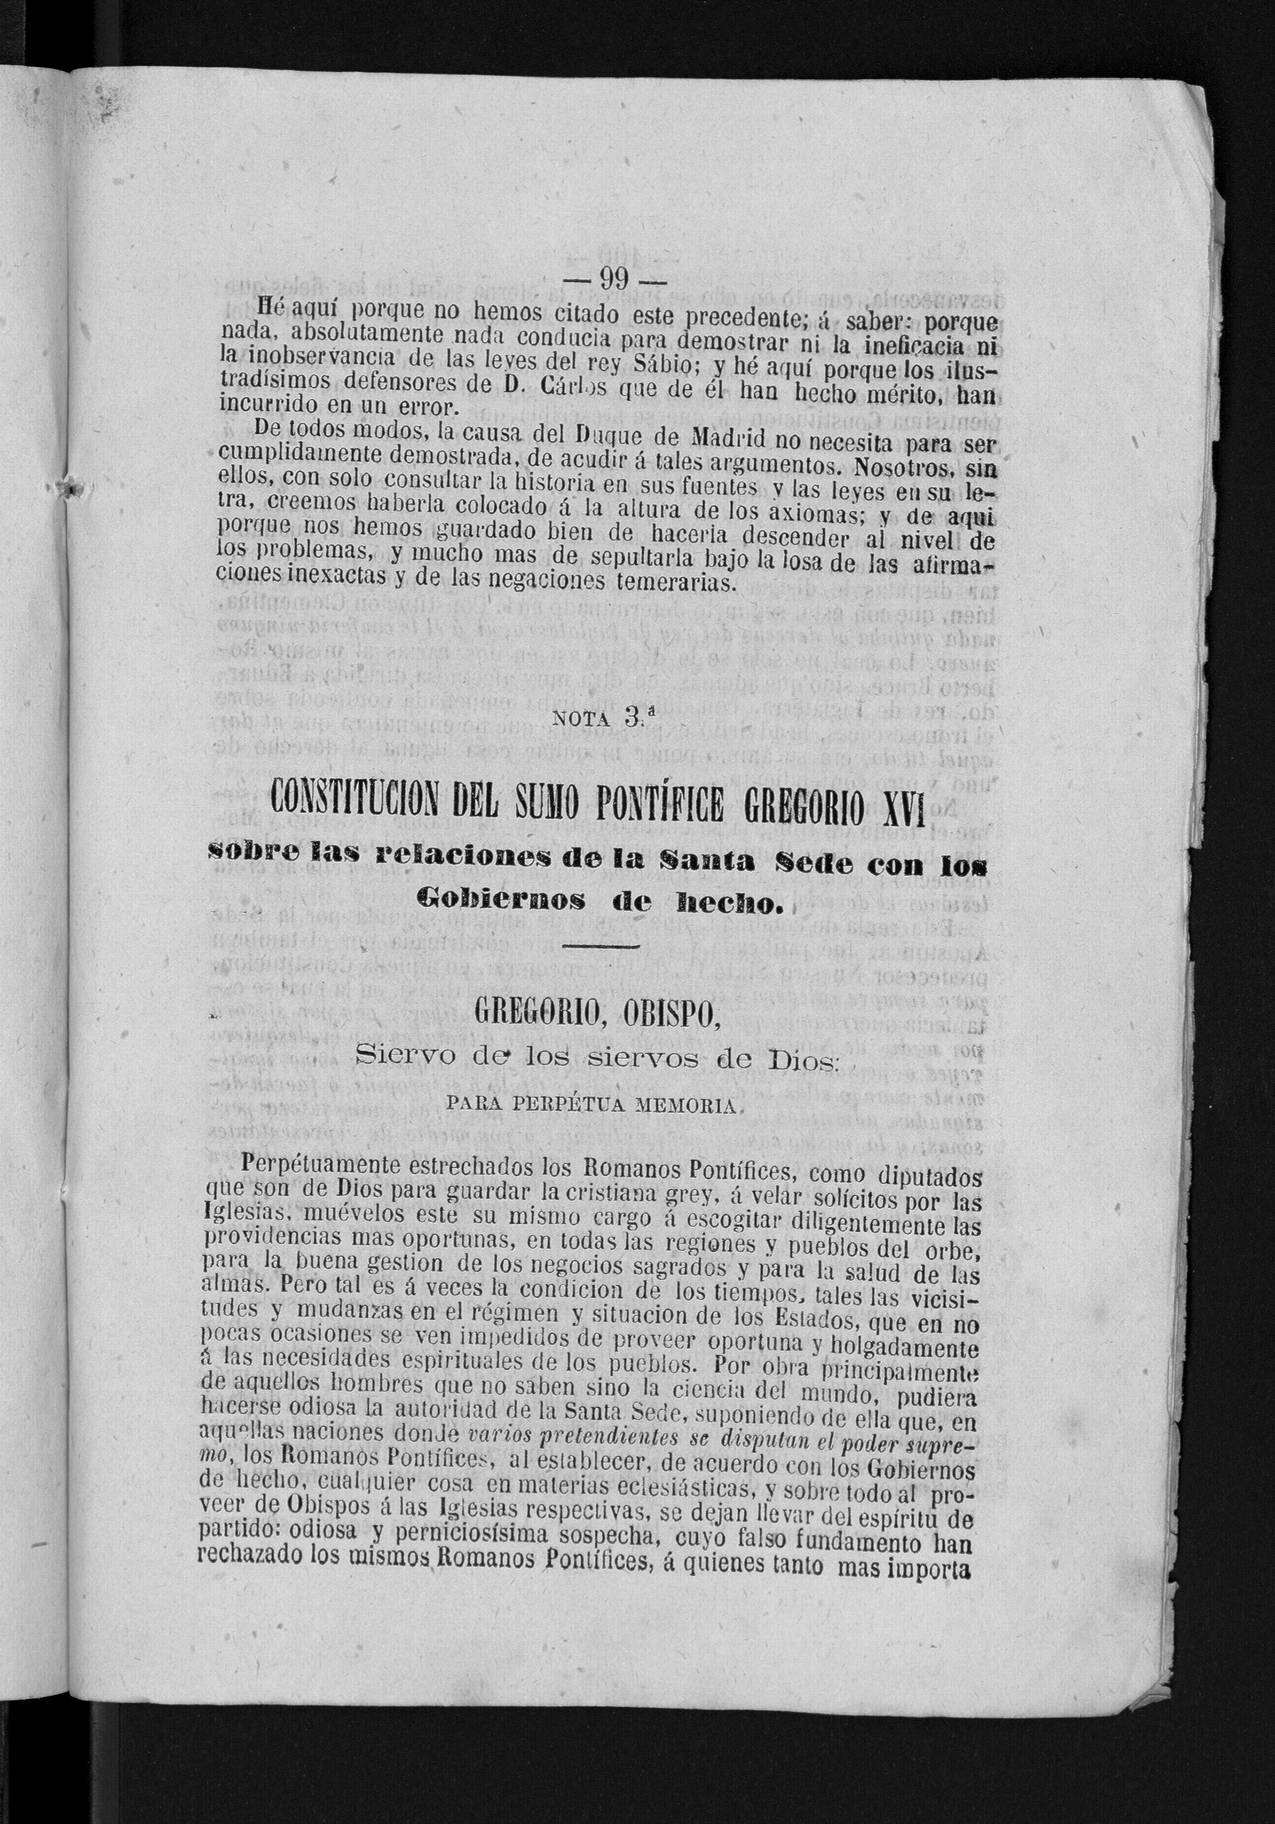 — 99 —
Hé aquí porque no hemos citado este precedente; á saber: porque
nada, absolutamente nada conducia para demostrar ni la ineficacia ni
la inobservancia de las leyes del rey Sábio; y hé aquí porque los ilus-
tradísimos defensores de D. Cárlos que de él han hecho mérito, han
incurrido en un error.
De todos modos, la causa del Duque de Madrid no necesita para ser
cumplidamente demostrada, de acudir á tales argumentos. Nosotros, sin
ellos, con solo consultar la historia en sus fuentes y las leyes en su le-
tra, creemos haberla colocado á la altura de los axiomas; y de aqui
porque nos hemos guardado bien de hacerla descender al nivel de
los problemas, y mucho mas de sepultarla bajo la losa de las afirma-
ciones inexactas y de las negaciones temerarias.
NOTA 3.ª
CONSTITUCION DEL SUMO PONTÍFICE GREGORIO XVI
sobre las relaciones de la Santa Sede con los
Gobiernos de hecho.
GREGORIO, OBISPO,
Siervo de los siervos de Dios:
PARA PERPÉTUA MEMORIA.
Perpétuamente estrechados los Romanos Pontífices, como diputados
que son de Dios para guardar la cristiana grey, á velar solícitos por las
Iglesias, muévelos este su mismo cargo á escogitar diligentemente las
providencias mas oportunas, en todas las regiones y pueblos del orbe,
para la buena gestion de los negocios sagrados y para la salud de las
almas. Pero tal es á veces la condicion de los tiempos, tales las vicisi-
tudes y mudanzas en el régimen y situacion de los Estados, que en no
pocas ocasiones se ven impedidos de proveer oportuna y holgadamente
á las necesidades espirituales de los pueblos. Por obra principalmente
de aquellos hombres que no saben sino la ciencia del mundo, pudiera
hacerse odiosa la autoridad de la Santa Sede, suponiendo de ella que, en
aquellas naciones donde varios pretendientes se disputan el poder supre-
mo, los Romanos Pontífices, al establecer, de acuerdo con los Gobiernos
de hecho, cualquier cosa en materias eclesiásticas, y sobre todo al pro-
veer de Obispos á las Iglesias respectivas, se dejan llevar del espíritu de
partido: odiosa y perniciosísima sospecha, cuyo falso fundamento han
rechazado los mismos Romanos Pontífices, á quienes tanto mas importa